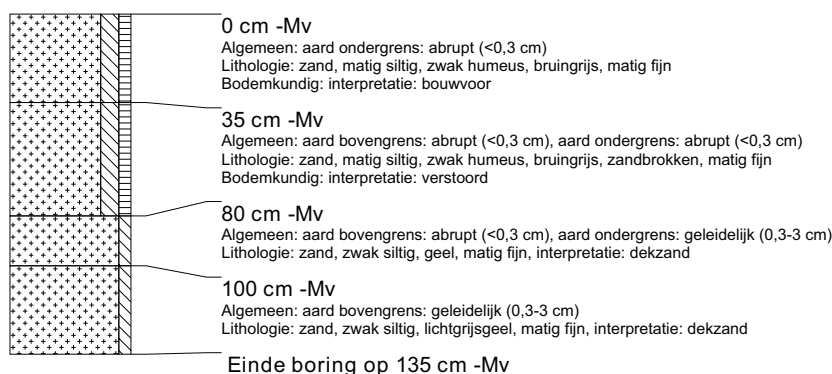 0 cm -Mv
Algemeen: aard ondergrens: abrupt (<0,3 cm)
Lithologie: zand, matig siltig, zwak humeus, bruingrijs, matig fijn
Bodemkundig: interpretatie: bouwvoor
35 cm -Mv
Algemeen: aard bovengrens: abrupt (<0,3 cm), aard ondergrens: abrupt (<0,3 cm)
Lithologie: zand, matig siltig, zwak humeus, bruingrijs, zandbrokken, matig fijn
Bodemkundig: interpretatie: verstoord
80 cm -Mv
Algemeen: aard bovengrens: abrupt (<0,3 cm), aard ondergrens: geleidelijk (0,3-3 cm)
Lithologie: zand, zwak siltig, geel, matig fijn, interpretatie: dekzand
100 cm -Mv
Algemeen: aard bovengrens: geleidelijk (0,3-3 cm)
Lithologie: zand, zwak siltig, lichtgrijsgeel, matig fijn, interpretatie: dekzand
Einde boring op 135 cm -Mv